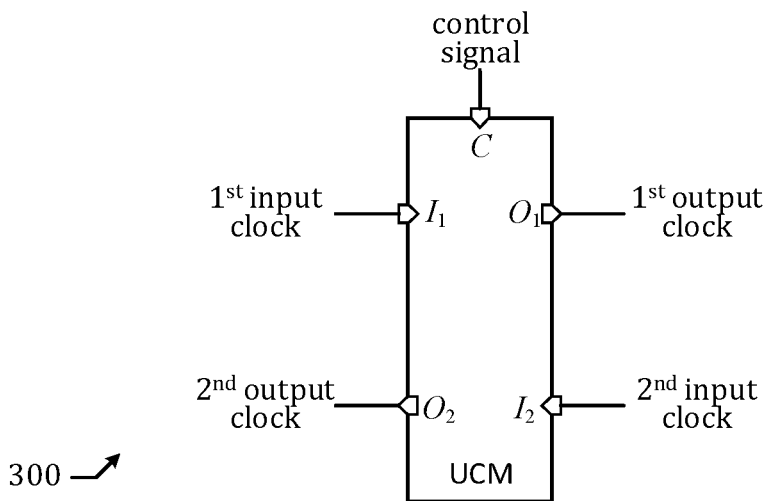 control
signal
C
1st input
clock
I1
O1
1st output
clock
2nd output
clock
O2
I2
2nd input
clock
300
UCM